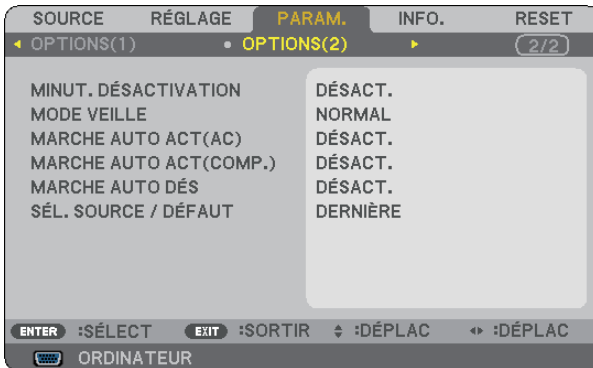 SOURCE RÉGLAGE PARAM. INFO. RESET
OPTIONS(1) OPTIONS(2) 2/2
MINUT. DÉSACTIVATION DÉSACT.
MODE VEILLE NORMAL
MARCHE AUTO ACT(AC) DÉSACT.
MARCHE AUTO ACT(COMP.) DÉSACT.
MARCHE AUTO DÉS DÉSACT.
SÉL. SOURCE / DÉFAUT DERNIÈRE
ENTER :SÉLECT EXIT :SORTIR :DÉPLAC :DÉPLAC
ORDINATEUR